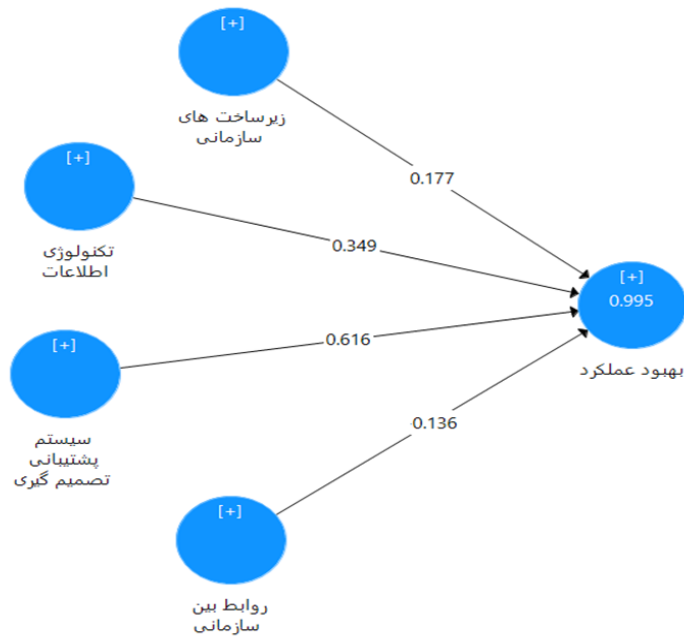 [+]
زیرساخت های
سازمانی
0.177
[+]
تکنولوژی
اطلاعات
0.349
[+]
0.995
بهبود عملکرد
[+]
سیستم
پشتیبانی
تصمیم گیری
0.616
0.136
[+]
روابط بین
سازمانی